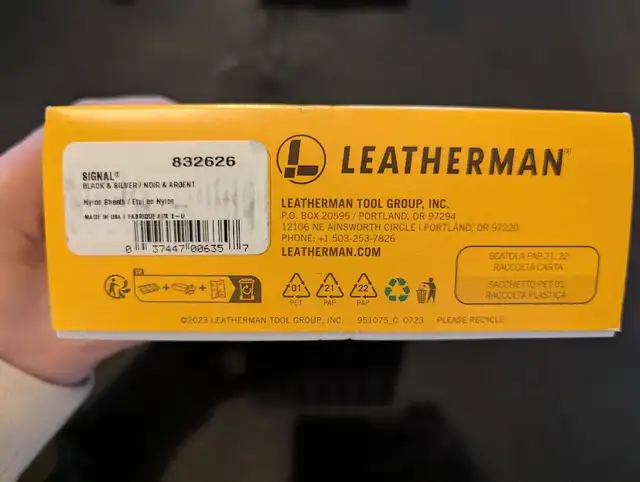 832626
SIGNAL®
BLACK & SILVER / NOIR & ARGENT
Nylon Sheath / Etui en Nylon
MADE IN USA / FABRIQUÉ AUX É-U
0 37447 00635 7
LEATHERMAN®
LEATHERMAN TOOL GROUP, INC.
P.O. BOX 20595 / PORTLAND, OR 97294
12106 NE AINSWORTH CIRCLE | PORTLAND, OR 97220
PHONE: +1 503-253-7826
LEATHERMAN.COM
FR
01
PET
21
PAP
22
PAP
SCATOLA PAP 21, 22
RACCOLTA CARTA
SACCHETTO PET 01
RACCOLTA PLASTICA
©2023 LEATHERMAN TOOL GROUP, INC. 951075_C 0723 PLEASE RECYCLE